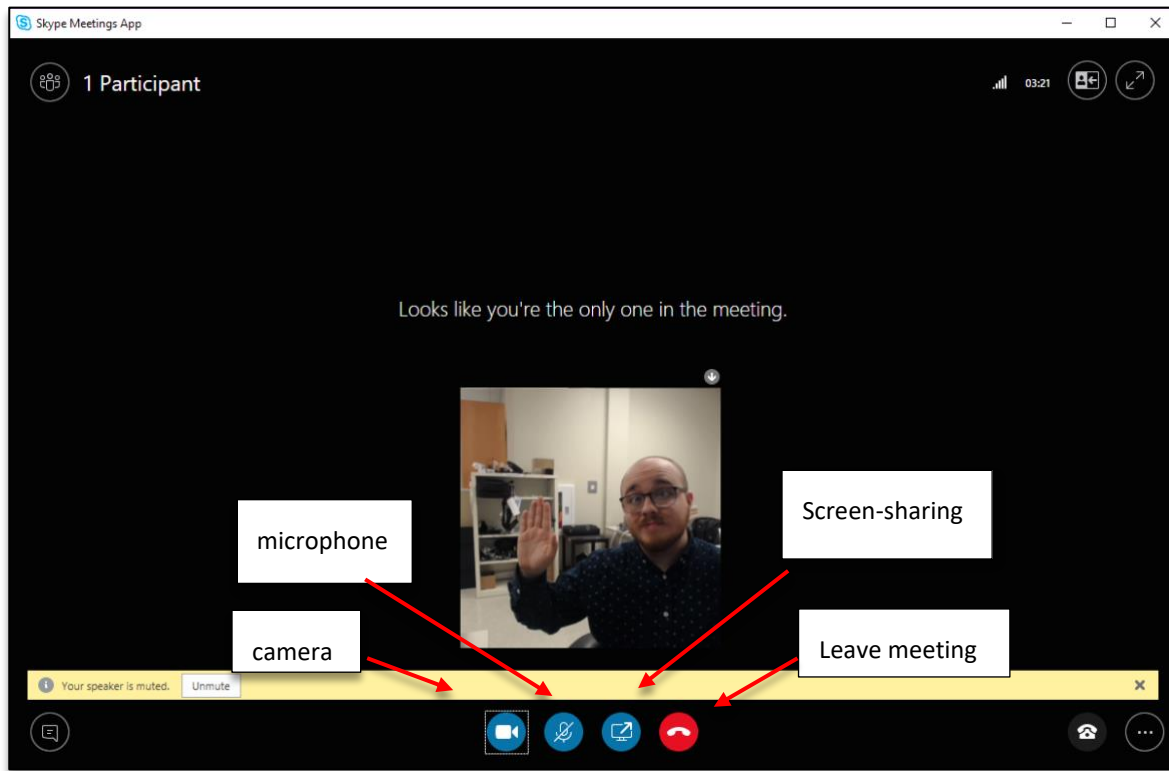 Skype Meetings App
1 Participant
03:21
Looks like you're the only one in the meeting.
Screen-sharing
microphone
camera
Leave meeting
Your speaker is muted. Unmute